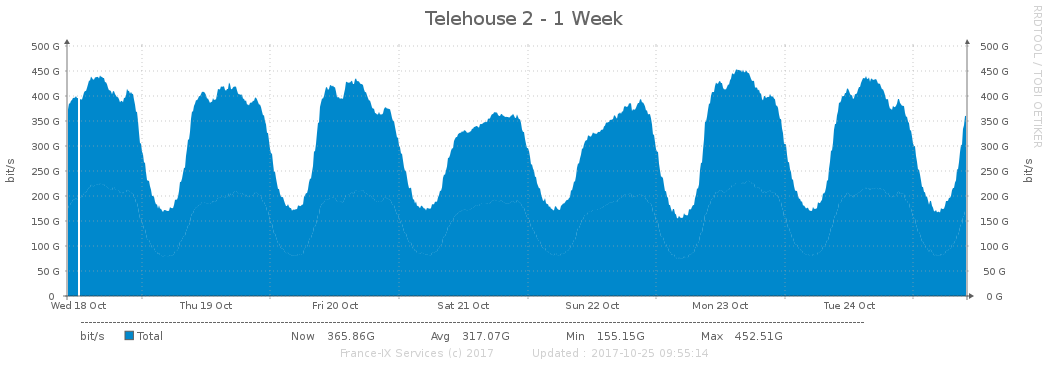 Telehouse 2 - 1 Week
RRDTOOL / TOBI OETIKER
500 G 500 G
450 G 450 G
400 G 400 G
350 G 350 G
300 G 300 G
250 G 250 G
200 G 200 G
150 G 150 G
100 G 100 G
50 G 50 G
0 0 G
bit/s bit/s
Wed 18 Oct Thu 19 Oct Fri 20 Oct Sat 21 Oct Sun 22 Oct Mon 23 Oct Tue 24 Oct
bit/s Total Now 365.86G Avg 317.07G Min 155.15G Max 452.51G
France-IX Services (c) 2017 Updated : 2017-10-25 09:55:14